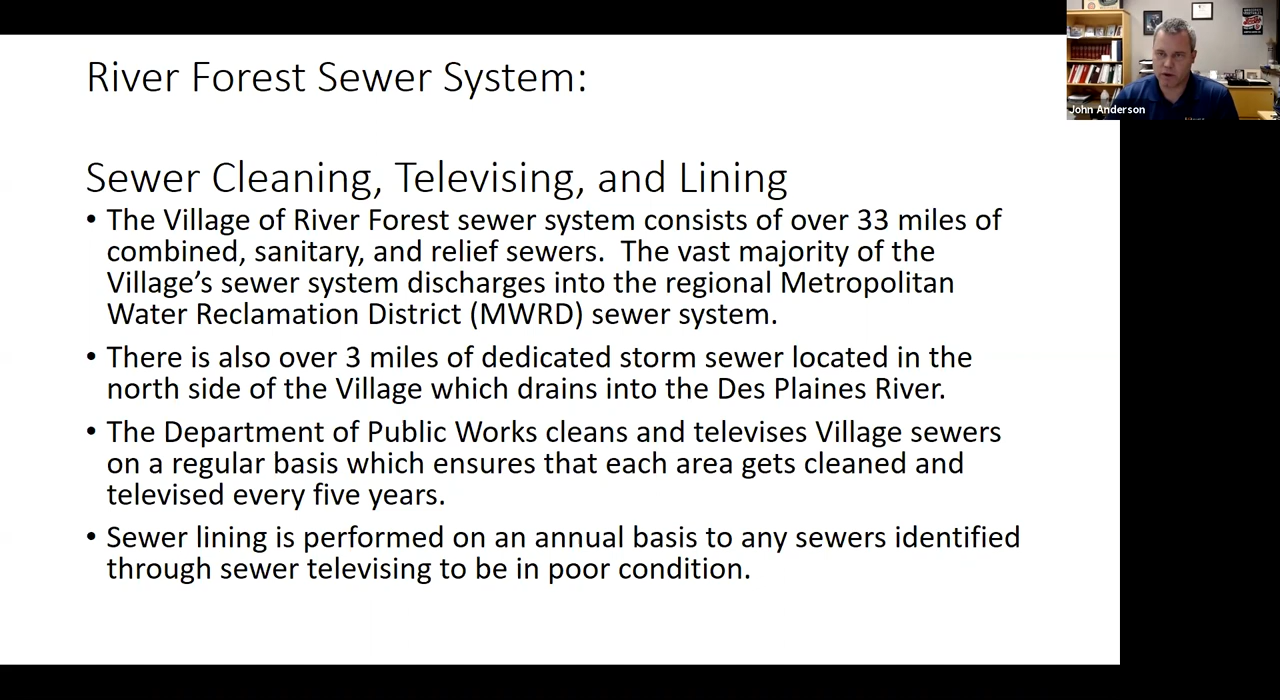 River Forest Sewer System:
John Anderson
Sewer Cleaning, Televising, and Lining
• The Village of River Forest sewer system consists of over 33 miles of
combined, sanitary, and relief sewers.  The vast majority of the
Village’s sewer system discharges into the regional Metropolitan
Water Reclamation District (MWRD) sewer system.
• There is also over 3 miles of dedicated storm sewer located in the
north side of the Village which drains into the Des Plaines River.
• The Department of Public Works cleans and televises Village sewers
on a regular basis which ensures that each area gets cleaned and
televised every five years.
• Sewer lining is performed on an annual basis to any sewers identified
through sewer televising to be in poor condition.